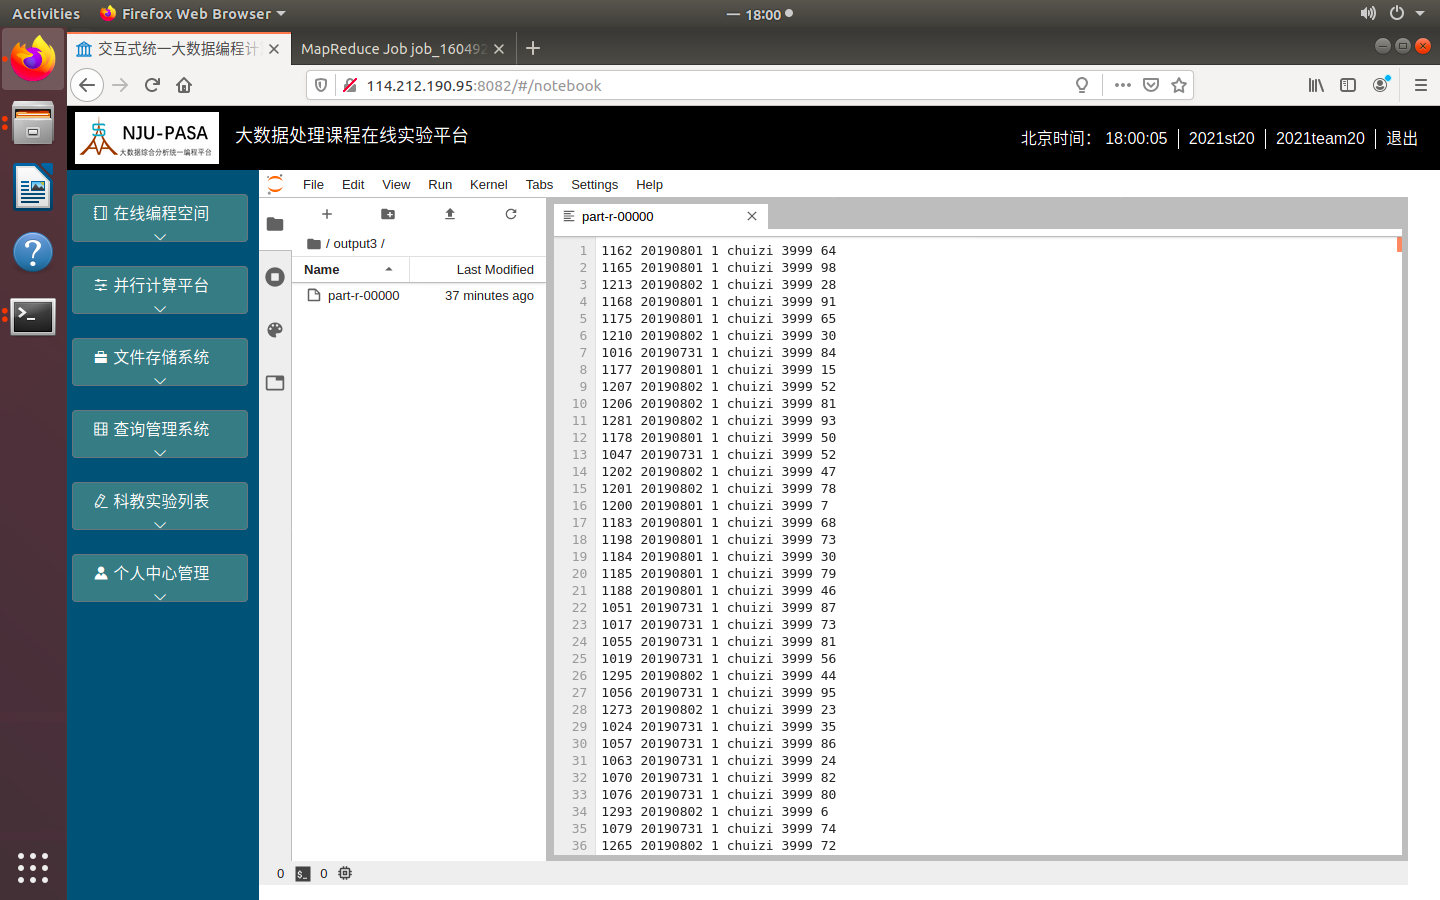 Activities
Firefox Web Browser
18:00
交互式统一大数据编程计
MapReduce Job job_160492
114.212.190.95:8082/#/notebook
NJU-PASA
大数据综合分析统一编程平台
大数据处理课程在线实验平台
北京时间： 18:00:05
2021st20
2021team20
退出
在线编程空间
并行计算平台
文件存储系统
查询管理系统
科教实验列表
个人中心管理
File Edit View Run Kernel Tabs Settings Help
/ output3 /
Name Last Modified
part-r-00000 37 minutes ago
part-r-00000
1 1162 20190801 1 chuizi 3999 64
2 1165 20190801 1 chuizi 3999 98
3 1213 20190802 1 chuizi 3999 28
4 1168 20190801 1 chuizi 3999 91
5 1175 20190801 1 chuizi 3999 65
6 1210 20190802 1 chuizi 3999 30
7 1016 20190731 1 chuizi 3999 84
8 1177 20190801 1 chuizi 3999 15
9 1207 20190802 1 chuizi 3999 52
10 1206 20190802 1 chuizi 3999 81
11 1281 20190802 1 chuizi 3999 93
12 1178 20190801 1 chuizi 3999 50
13 1047 20190731 1 chuizi 3999 52
14 1202 20190802 1 chuizi 3999 47
15 1201 20190802 1 chuizi 3999 78
16 1200 20190802 1 chuizi 3999 7
17 1183 20190801 1 chuizi 3999 68
18 1198 20190801 1 chuizi 3999 73
19 1184 20190801 1 chuizi 3999 30
20 1185 20190801 1 chuizi 3999 79
21 1188 20190801 1 chuizi 3999 46
22 1051 20190731 1 chuizi 3999 87
23 1017 20190731 1 chuizi 3999 73
24 1055 20190731 1 chuizi 3999 81
25 1019 20190731 1 chuizi 3999 56
26 1295 20190802 1 chuizi 3999 44
27 1056 20190731 1 chuizi 3999 95
28 1273 20190802 1 chuizi 3999 23
29 1024 20190731 1 chuizi 3999 35
30 1057 20190731 1 chuizi 3999 86
31 1063 20190731 1 chuizi 3999 24
32 1070 20190731 1 chuizi 3999 82
33 1076 20190731 1 chuizi 3999 80
34 1293 20190802 1 chuizi 3999 6
35 1079 20190731 1 chuizi 3999 74
36 1265 20190802 1 chuizi 3999 72
0 $_ 0